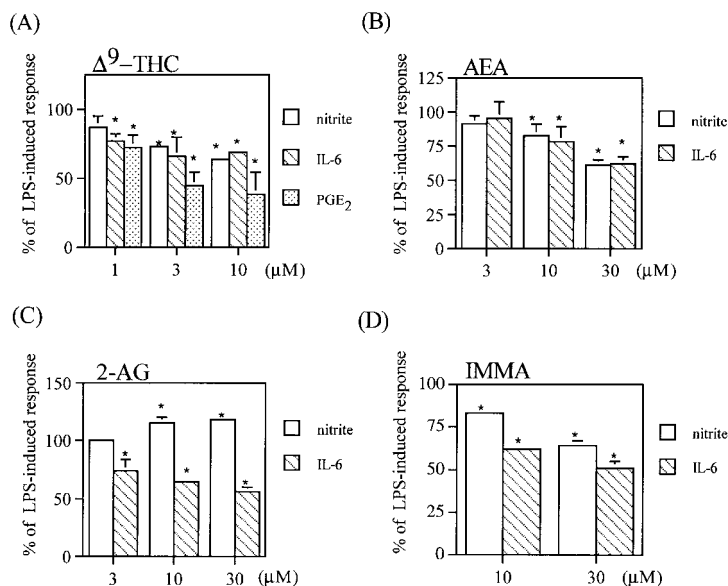 (A)
Δ⁹–THC
% of LPS-induced response
100
50
0
* * * * * * * *
1 3 10 (μM)
nitrite
IL-6
PGE₂
(B)
AEA
% of LPS-induced response
125
100
75
50
25
0
* * * *
3 10 30 (μM)
nitrite
IL-6
(C)
2-AG
% of LPS-induced response
150
100
50
0
* * * * *
3 10 30 (μM)
nitrite
IL-6
(D)
IMMA
% of LPS-induced response
75
50
25
0
* * * *
10 30 (μM)
nitrite
IL-6